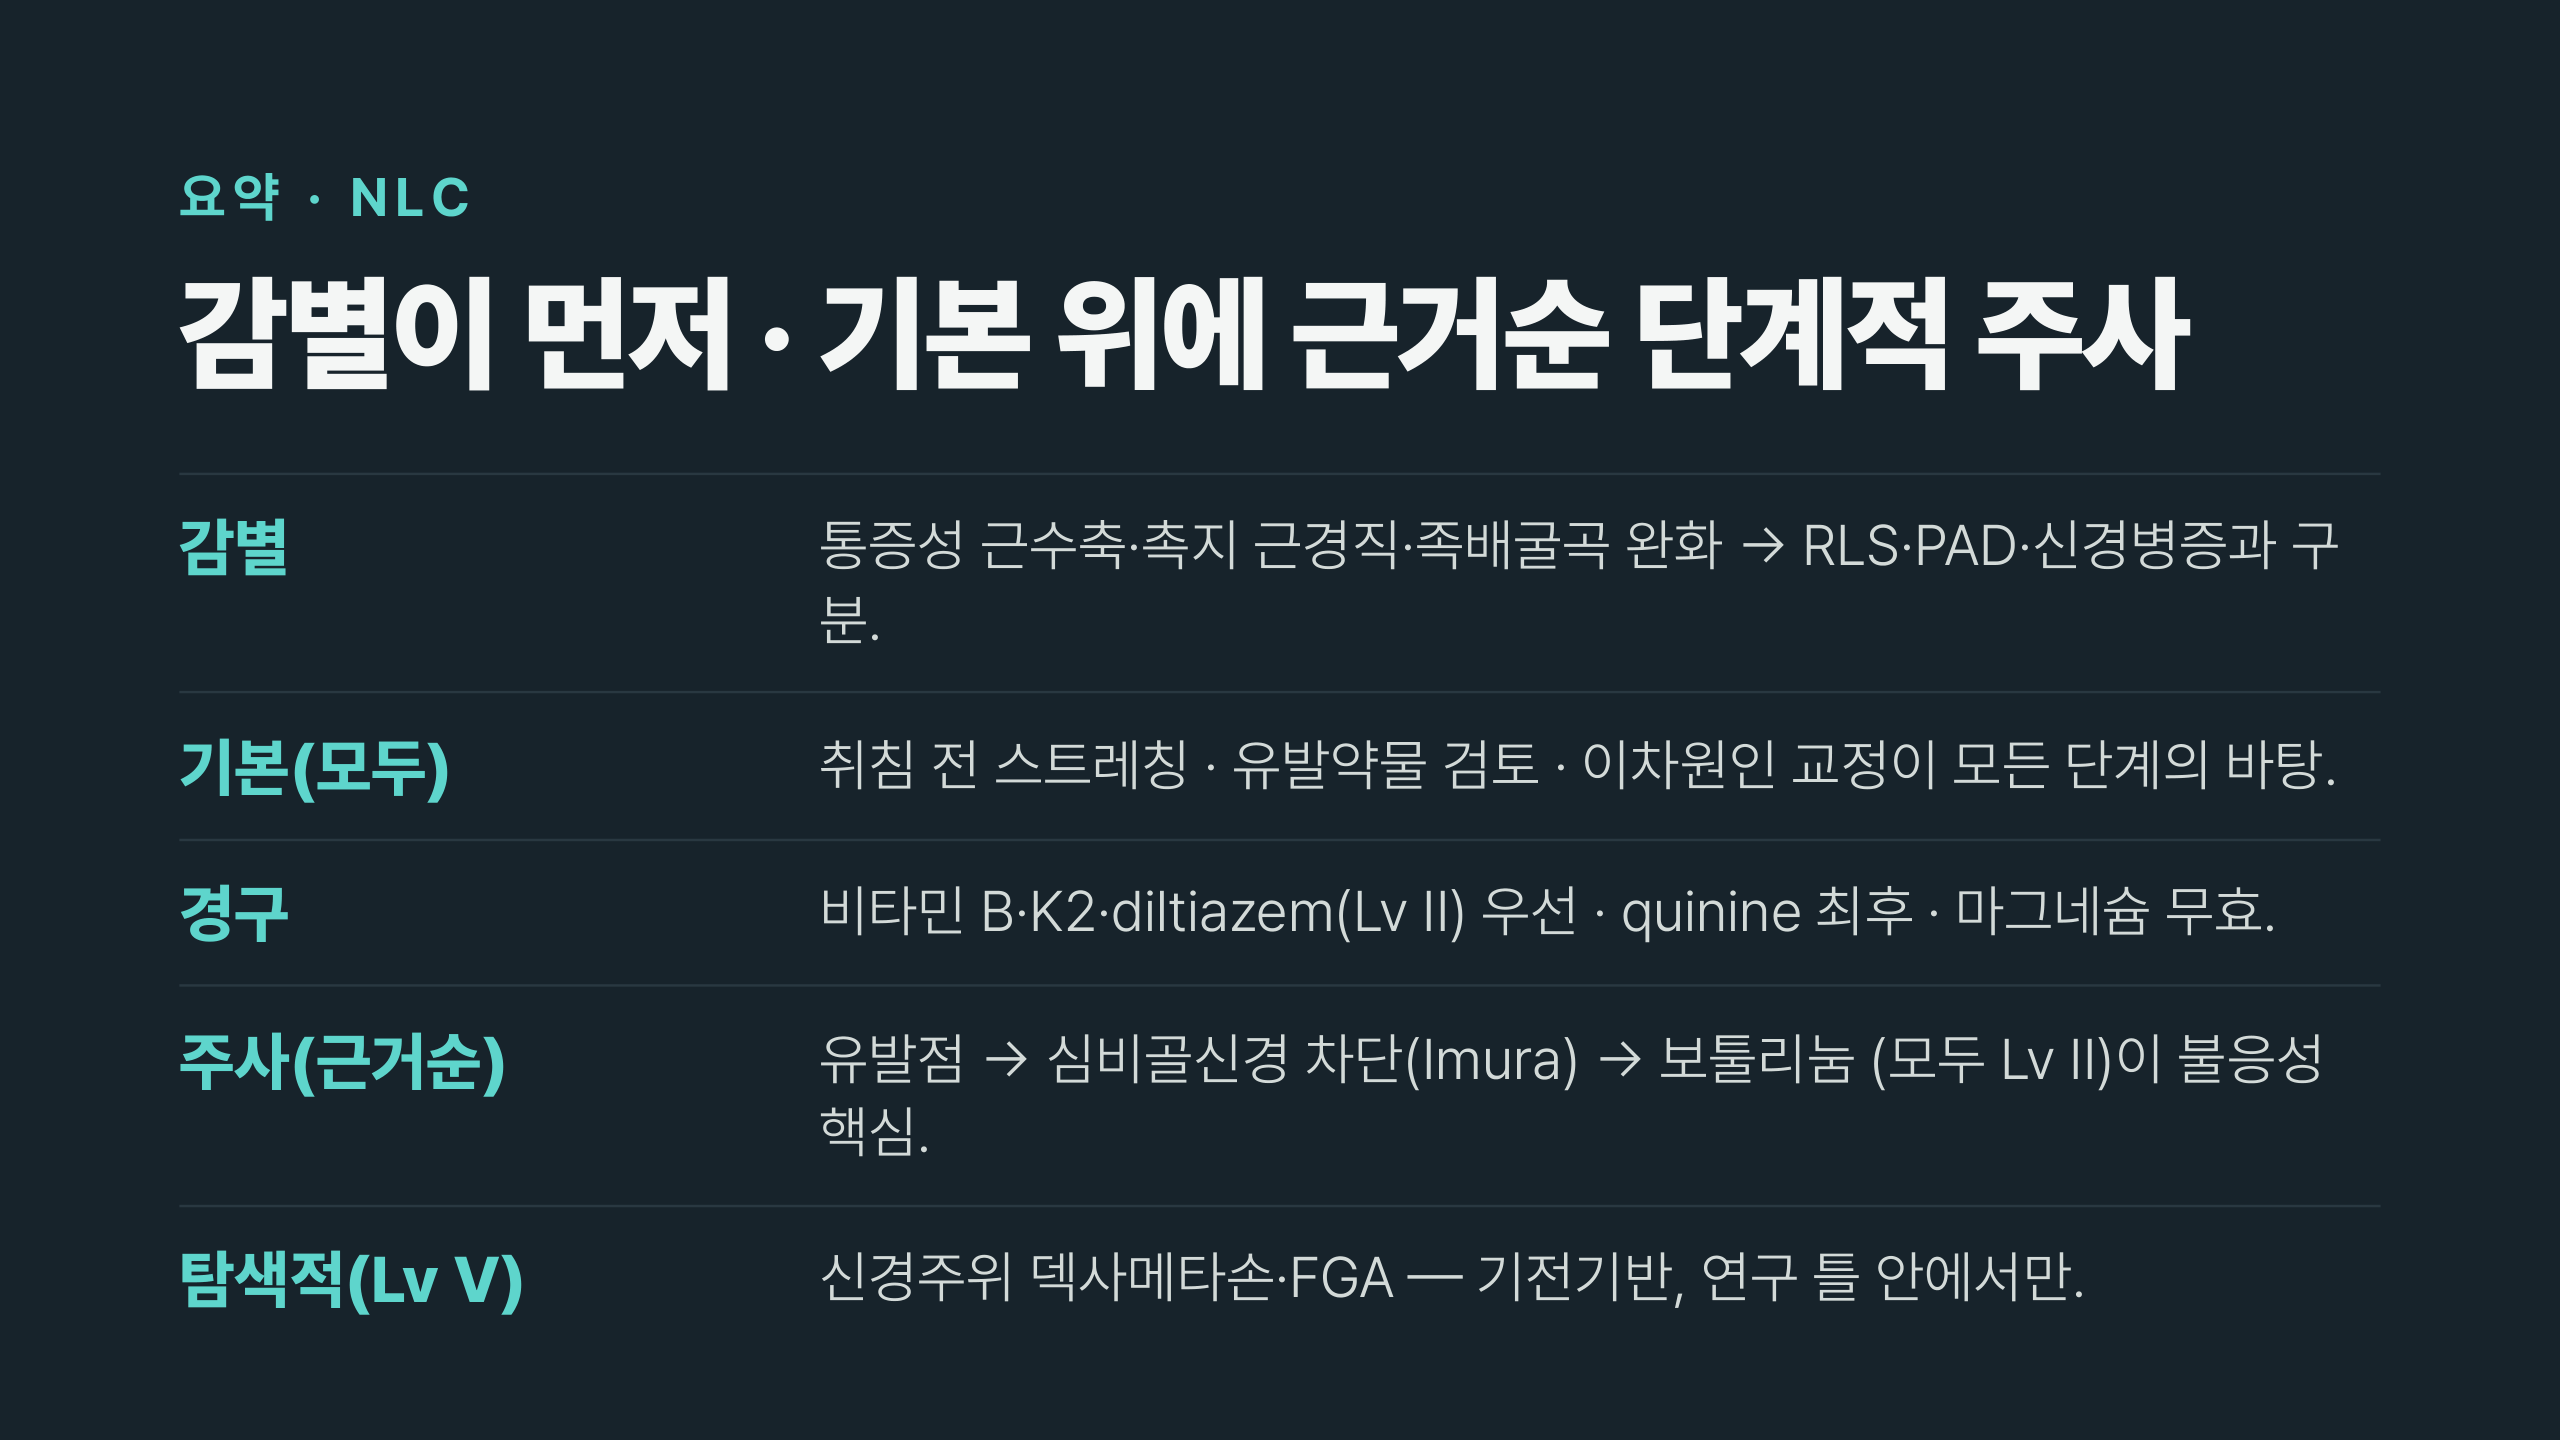 요약 · NLC
감별이 먼저 · 기본 위에 근거순 단계적 주사
감별
통증성 근수축·촉지 근경직·족배굴곡 완화 → RLS·PAD·신경병증과 구
분.
기본(모두)
취침 전 스트레칭 · 유발약물 검토 · 이차원인 교정이 모든 단계의 바탕.
경구
비타민 B·K2·diltiazem(Lv II) 우선 · quinine 최후 · 마그네슘 무효.
주사(근거순)
유발점 → 심비골신경 차단(Imura) → 보툴리눔 (모두 Lv II)이 불응성
핵심.
탐색적(Lv V)
신경주위 덱사메타손·FGA — 기전기반, 연구 틀 안에서만.